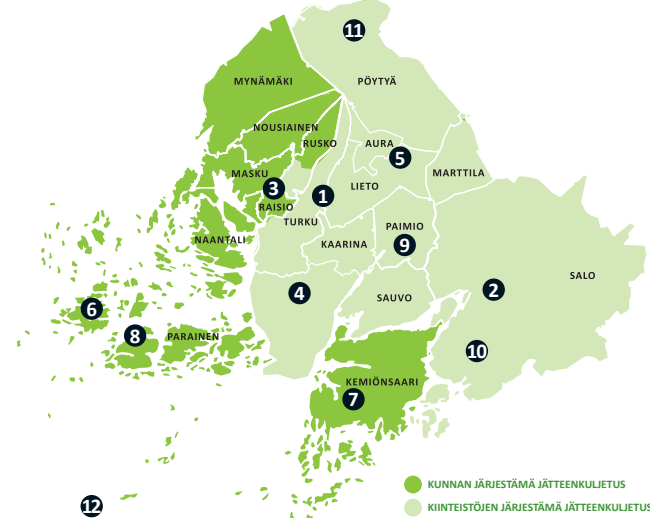 11
MYNÄMÄKI
PÖYTYÄ
NOUSIAINEN
RUSKO
AURA
5
MASKU
MARTTILA
3
LIETO
1
RAISIO
TURKU
PAIMIO
NAANTALI
KAARINA
9
SALO
2
4
SAUVO
6
8
PARAINEN
10
KEMIÖNSAARI
7
KUNNAN JÄRJESTÄMÄ JÄTTEENKULJETUS
12
KIINTEISTÖJEN JÄRJESTÄMÄ JÄTTEENKULJETUS